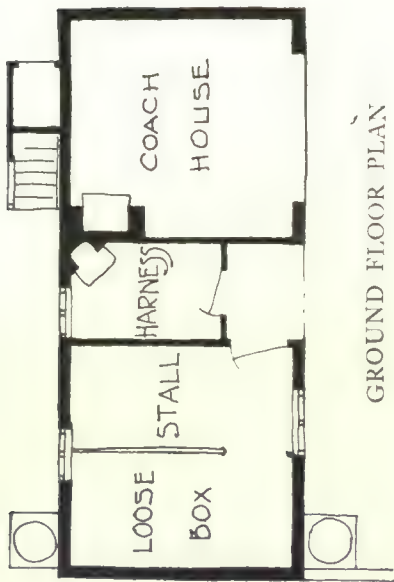 COACH
HOUSE
HARNESS
STALL
LOOSE
BOX
GROUND FLOOR PLAN